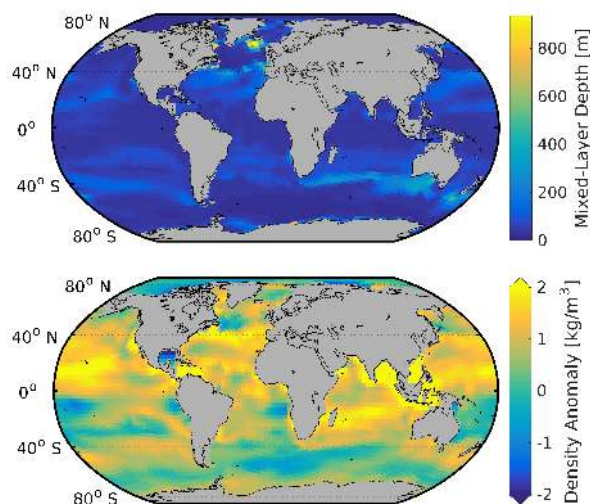 80° N
40° N
0°
40° S
80° S
800
600
400
200
0
Mixed-Layer Depth [m]
80° N
40° N
0°
40° S
80° S
2
1
0
-1
-2
Density Anomaly [kg/m³]